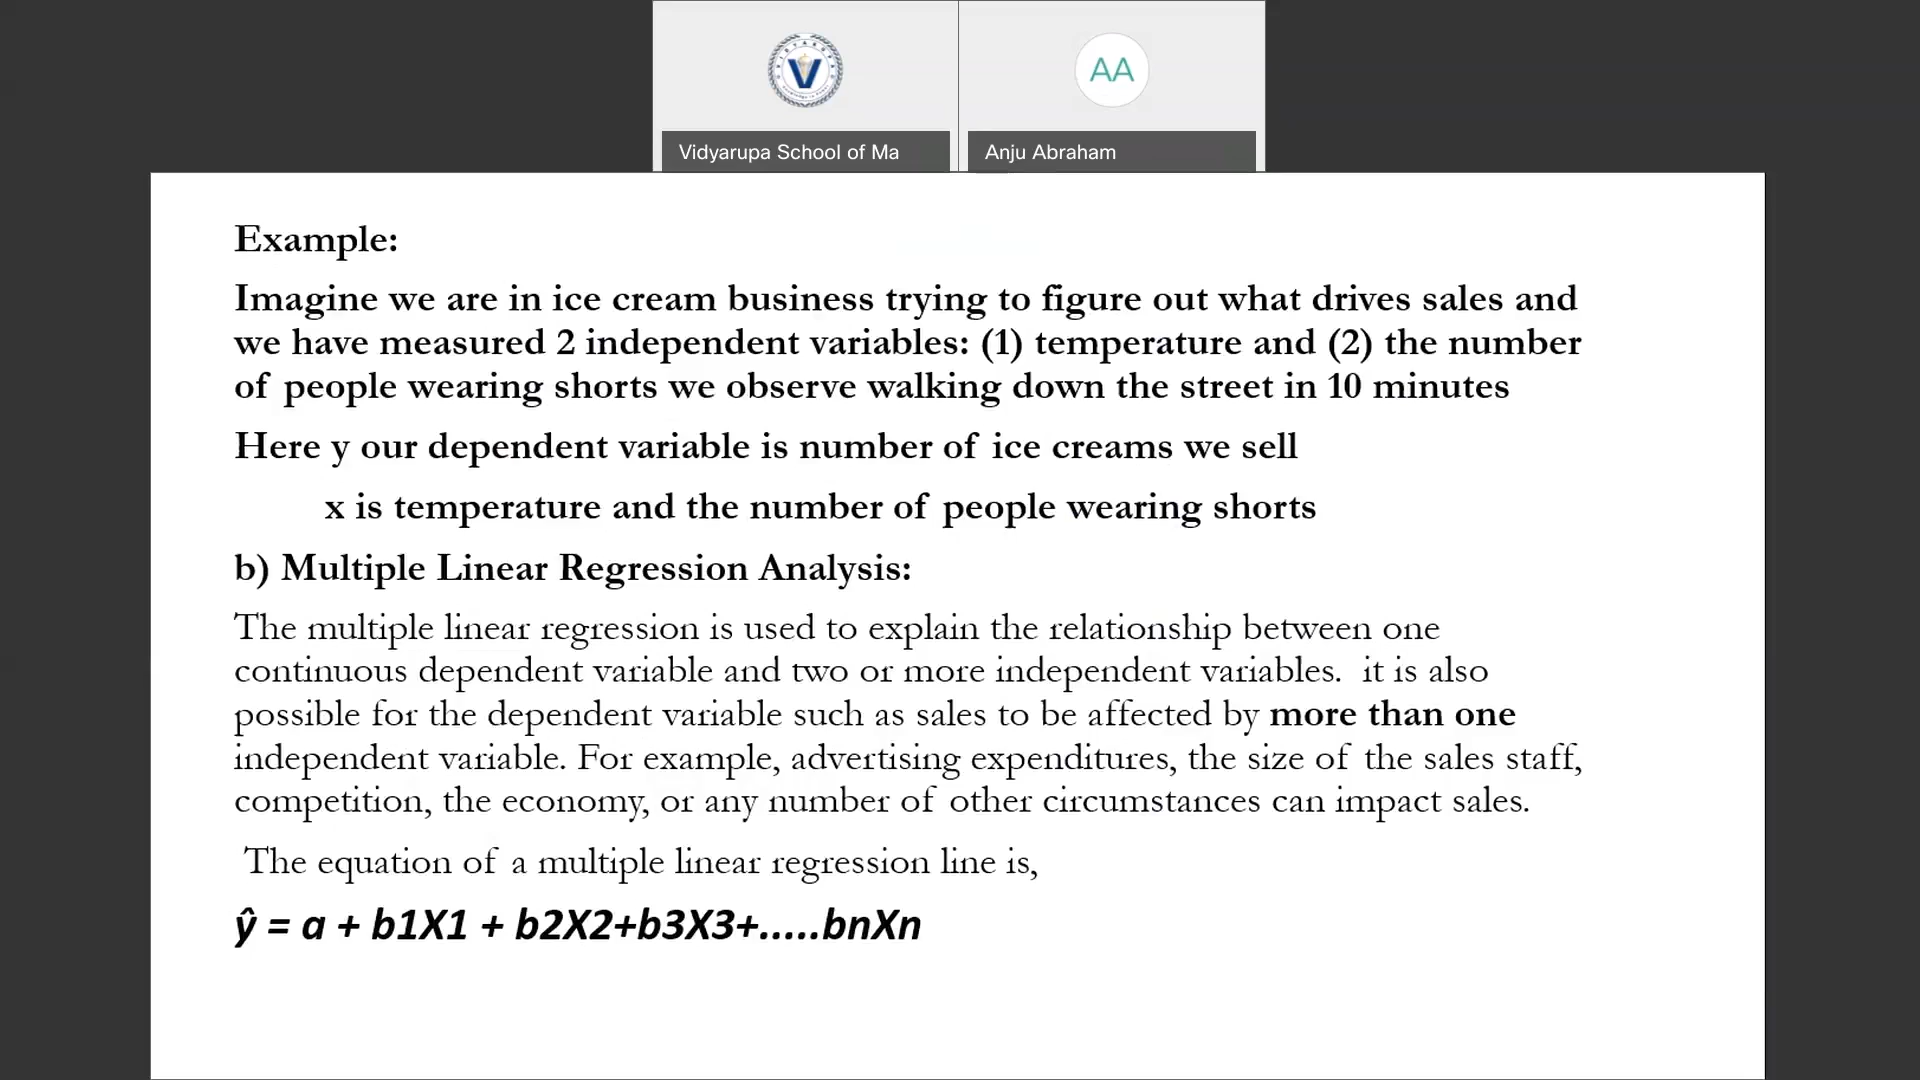 V
AA
Vidyarupa School of Ma
Anju Abraham
Example:
Imagine we are in ice cream business trying to figure out what drives sales and
we have measured 2 independent variables: (1) temperature and (2) the number
of people wearing shorts we observe walking down the street in 10 minutes
Here y our dependent variable is number of ice creams we sell
x is temperature and the number of people wearing shorts
b) Multiple Linear Regression Analysis:
The multiple linear regression is used to explain the relationship between one
continuous dependent variable and two or more independent variables. it is also
possible for the dependent variable such as sales to be affected by more than one
independent variable. For example, advertising expenditures, the size of the sales staff,
competition, the economy, or any number of other circumstances can impact sales.
The equation of a multiple linear regression line is,
ŷ = a + b1X1 + b2X2+b3X3+.....bnXn